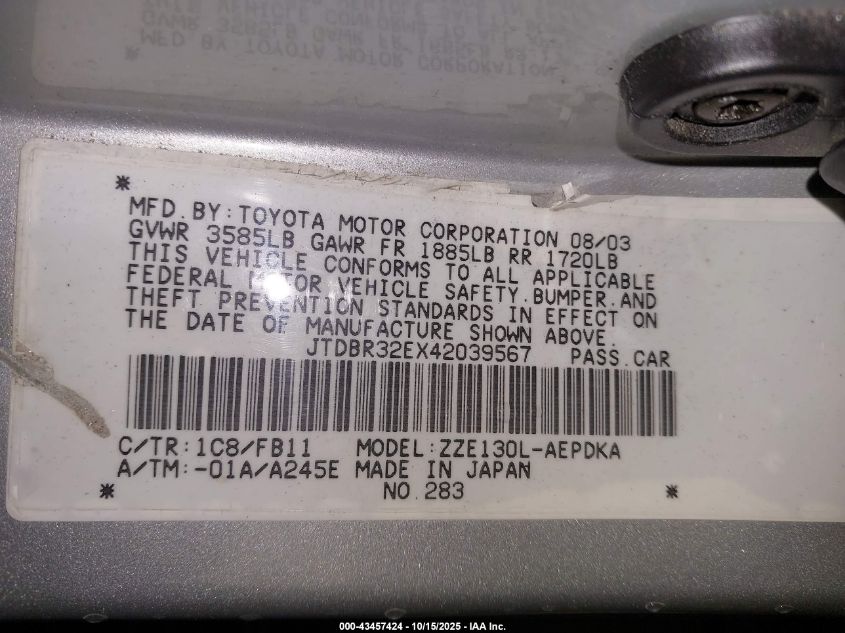 MFD. BY: TOYOTA MOTOR CORPORATION 08/03
GVWR 3585LB GAWR FR 1885LB RR 1720LB
THIS VEHICLE CONFORMS TO ALL APPLICABLE
FEDERAL MOTOR VEHICLE SAFETY, BUMPER, AND
THEFT PREVENTION STANDARDS IN EFFECT ON
THE DATE OF MANUFACTURE SHOWN ABOVE.
JTDBR32EX42039567 PASS. CAR
C/TR: 1C8/FB11 MODEL: ZZE130L-AEPDKA
A/TM: -01A/A245E MADE IN JAPAN
NO. 283
000-43457424 - 10/15/2025 - IAA Inc.